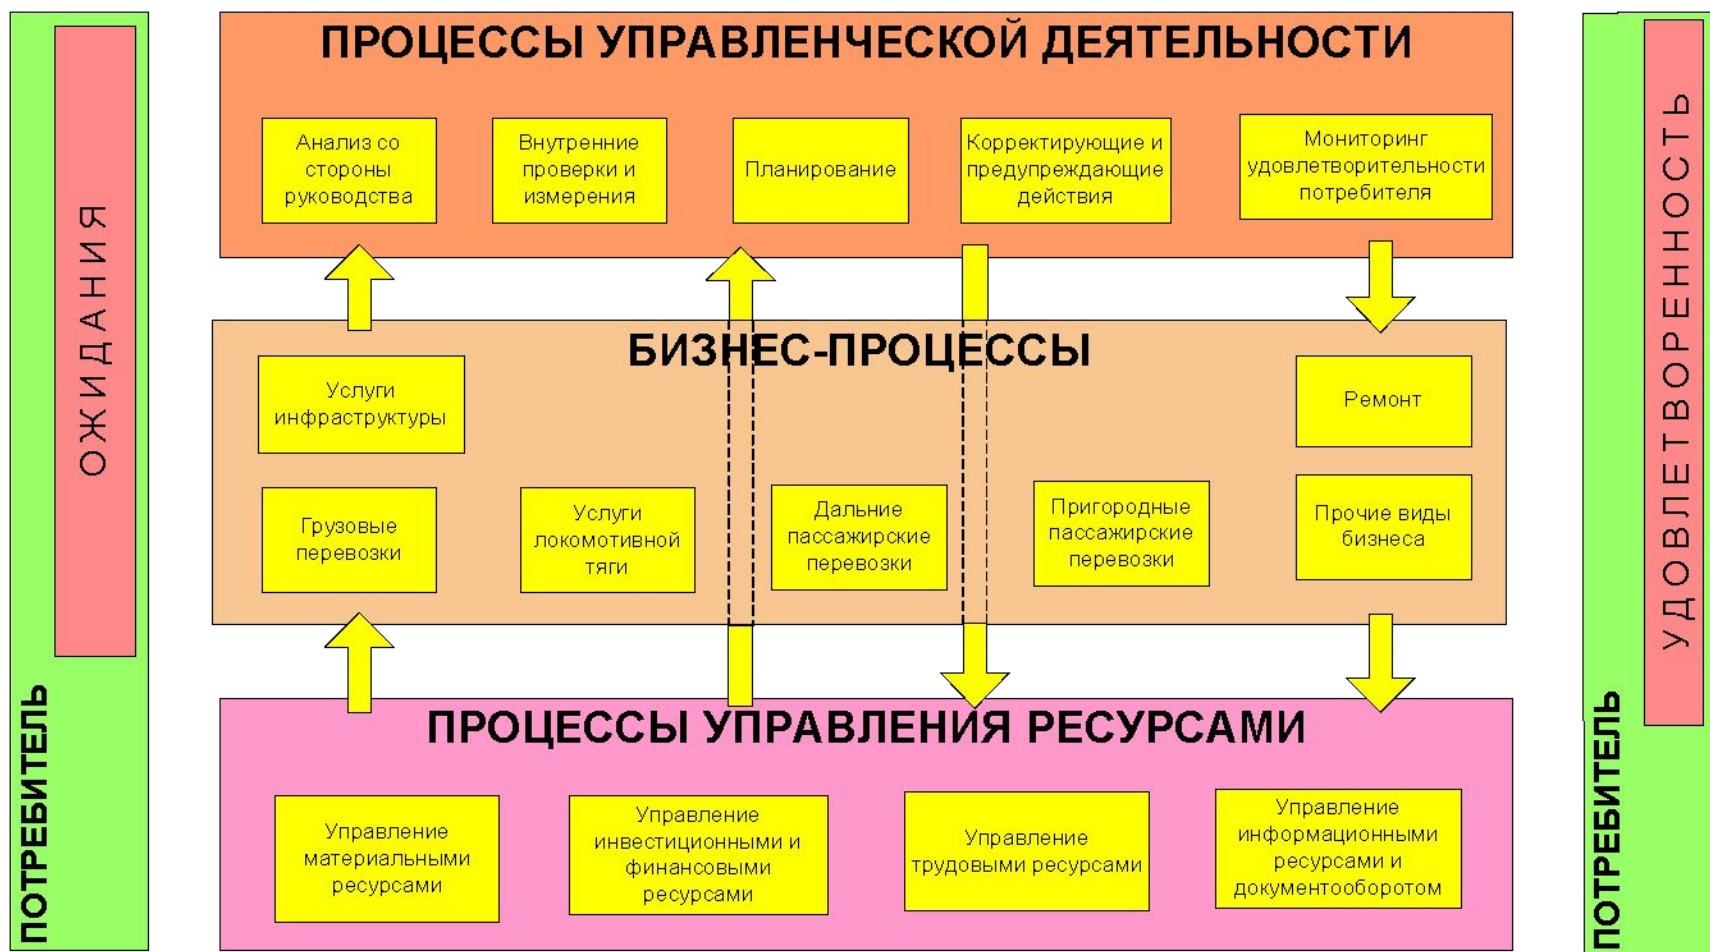 ПОТРЕБИТЕЛЬ
ОЖИДАНИЯ
ПРОЦЕССЫ УПРАВЛЕНЧЕСКОЙ ДЕЯТЕЛЬНОСТИ
Анализ со
стороны
руководства
Внутренние
проверки и
измерения
Планирование
Корректирующие и
предупреждающие
действия
Мониторинг
удовлетворительности
потребителя
БИЗНЕС-ПРОЦЕССЫ
Услуги
инфраструктуры
Ремонт
Грузовые
перевозки
Услуги
локомотивной
тяги
Дальние
пассажирские
перевозки
Пригородные
пассажирские
перевозки
Прочие виды
бизнеса
ПРОЦЕССЫ УПРАВЛЕНИЯ РЕСУРСАМИ
Управление
материальными
ресурсами
Управление
инвестиционными и
финансовыми
ресурсами
Управление
трудовыми ресурсами
Управление
информационными
ресурсами и
документооборотом
УДОВЛЕТВОРЕННОСТЬ
ПОТРЕБИТЕЛЬ